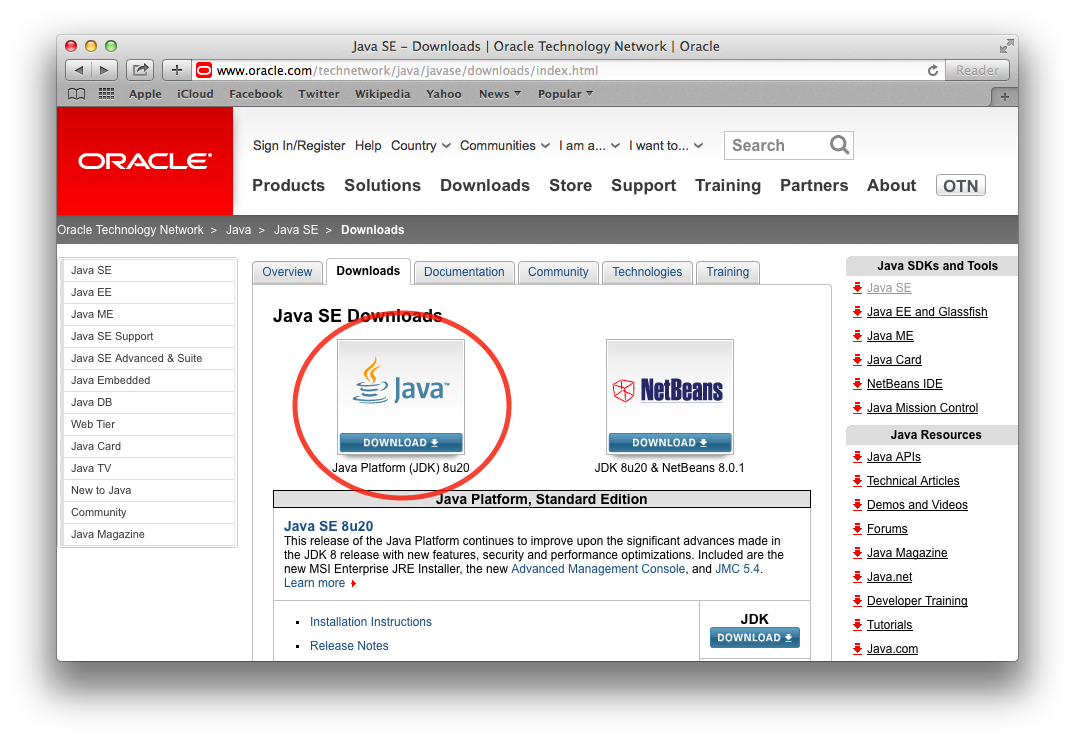 Java SE – Downloads | Oracle Technology Network | Oracle
www.oracle.com/technetwork/java/javase/downloads/index.html
Reader
Apple iCloud Facebook Twitter Wikipedia Yahoo News Popular
ORACLE
Sign In/Register Help Country Communities I am a... I want to... Search
Products Solutions Downloads Store Support Training Partners About OTN
Oracle Technology Network > Java > Java SE > Downloads
Java SE
Java EE
Java ME
Java SE Support
Java SE Advanced & Suite
Java Embedded
Java DB
Web Tier
Java Card
Java TV
New to Java
Community
Java Magazine
Overview Downloads Documentation Community Technologies Training
Java SE Downloads
Java™
DOWNLOAD
Java Platform (JDK) 8u20
NetBeans
DOWNLOAD
JDK 8u20 & NetBeans 8.0.1
Java Platform, Standard Edition
Java SE 8u20
This release of the Java Platform continues to improve upon the significant advances made in
the JDK 8 release with new features, security and performance optimizations. Included are the
new MSI Enterprise JRE Installer, the new Advanced Management Console, and JMC 5.4.
Learn more
Installation Instructions
Release Notes
JDK
DOWNLOAD
Java SDKs and Tools
Java SE
Java EE and Glassfish
Java ME
Java Card
NetBeans IDE
Java Mission Control
Java Resources
Java APIs
Technical Articles
Demos and Videos
Forums
Java Magazine
Java.net
Developer Training
Tutorials
Java.com